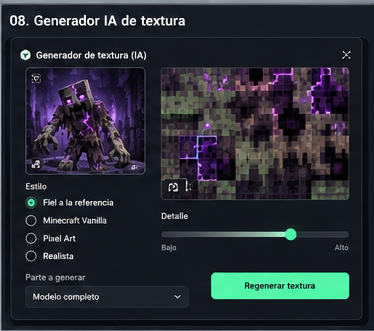 08. Generador IA de textura
Generador de textura (IA)
Estilo
Fiel a la referencia
Minecraft Vanilla
Pixel Art
Realista
Parte a generar
Modelo completo
Detalle
Bajo
Alto
Regenerar textura